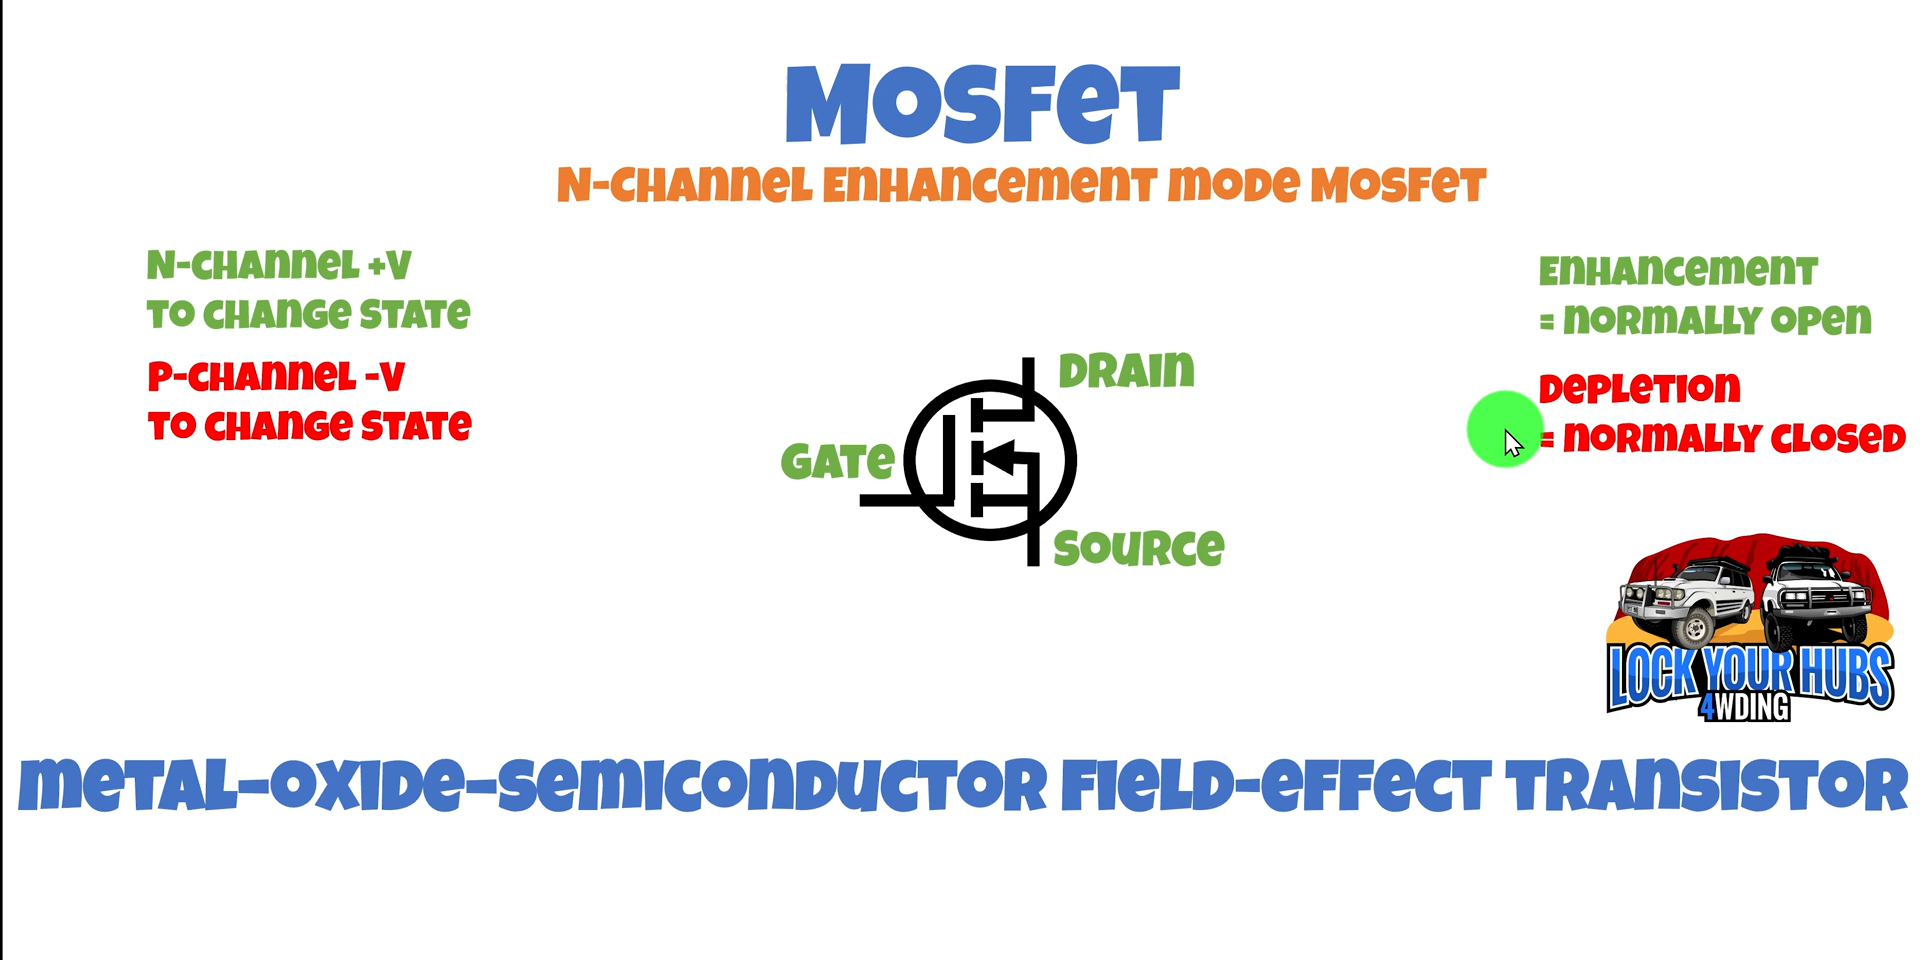 MOSFET
N-Channel Enhancement mode MOSFET
N-Channel +V
to change state
P-Channel -V
to change state
Enhancement
= normally open
Depletion
= normally closed
Drain
Gate
Source
LOCK YOUR HUBS
4WDING
metal-oxide-semiconductor field-effect transistor